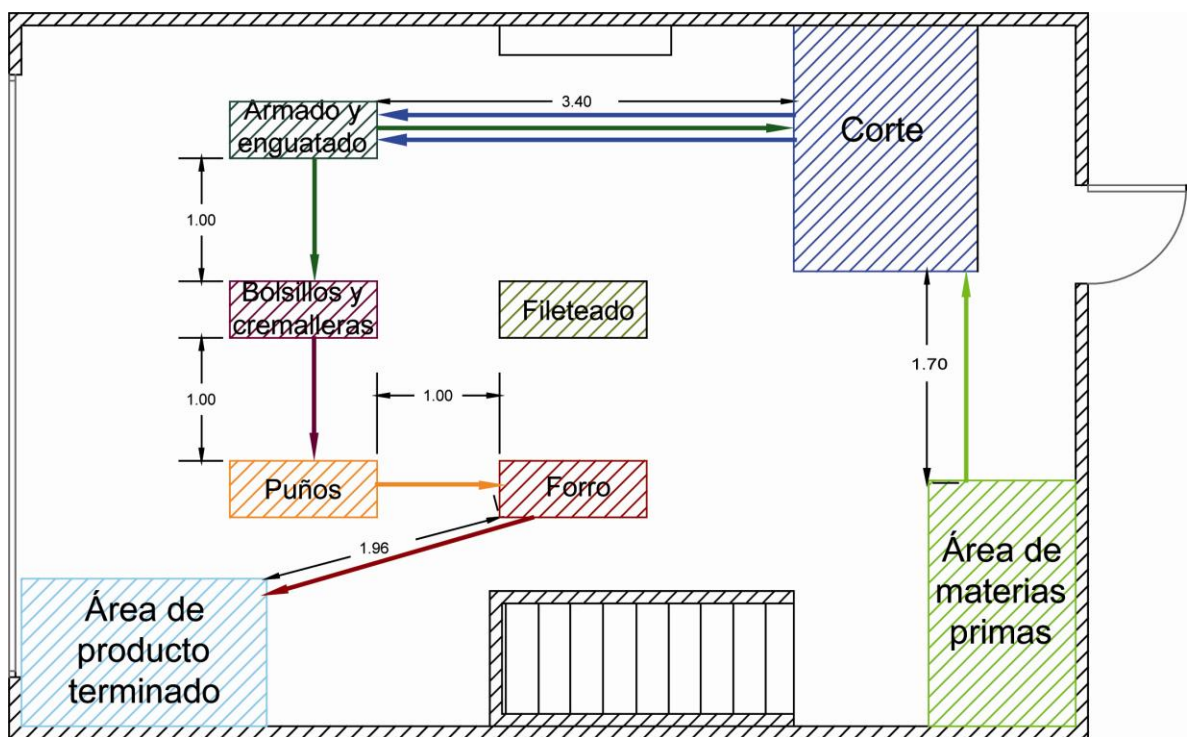 3.40
Armado y
enguatado
Corte
1.00
Bolsillos y
cremalleras
Fileteado
1.70
1.00
1.00
Puños
Forro
1.96
Área de
producto
terminado
Área de
materias
primas